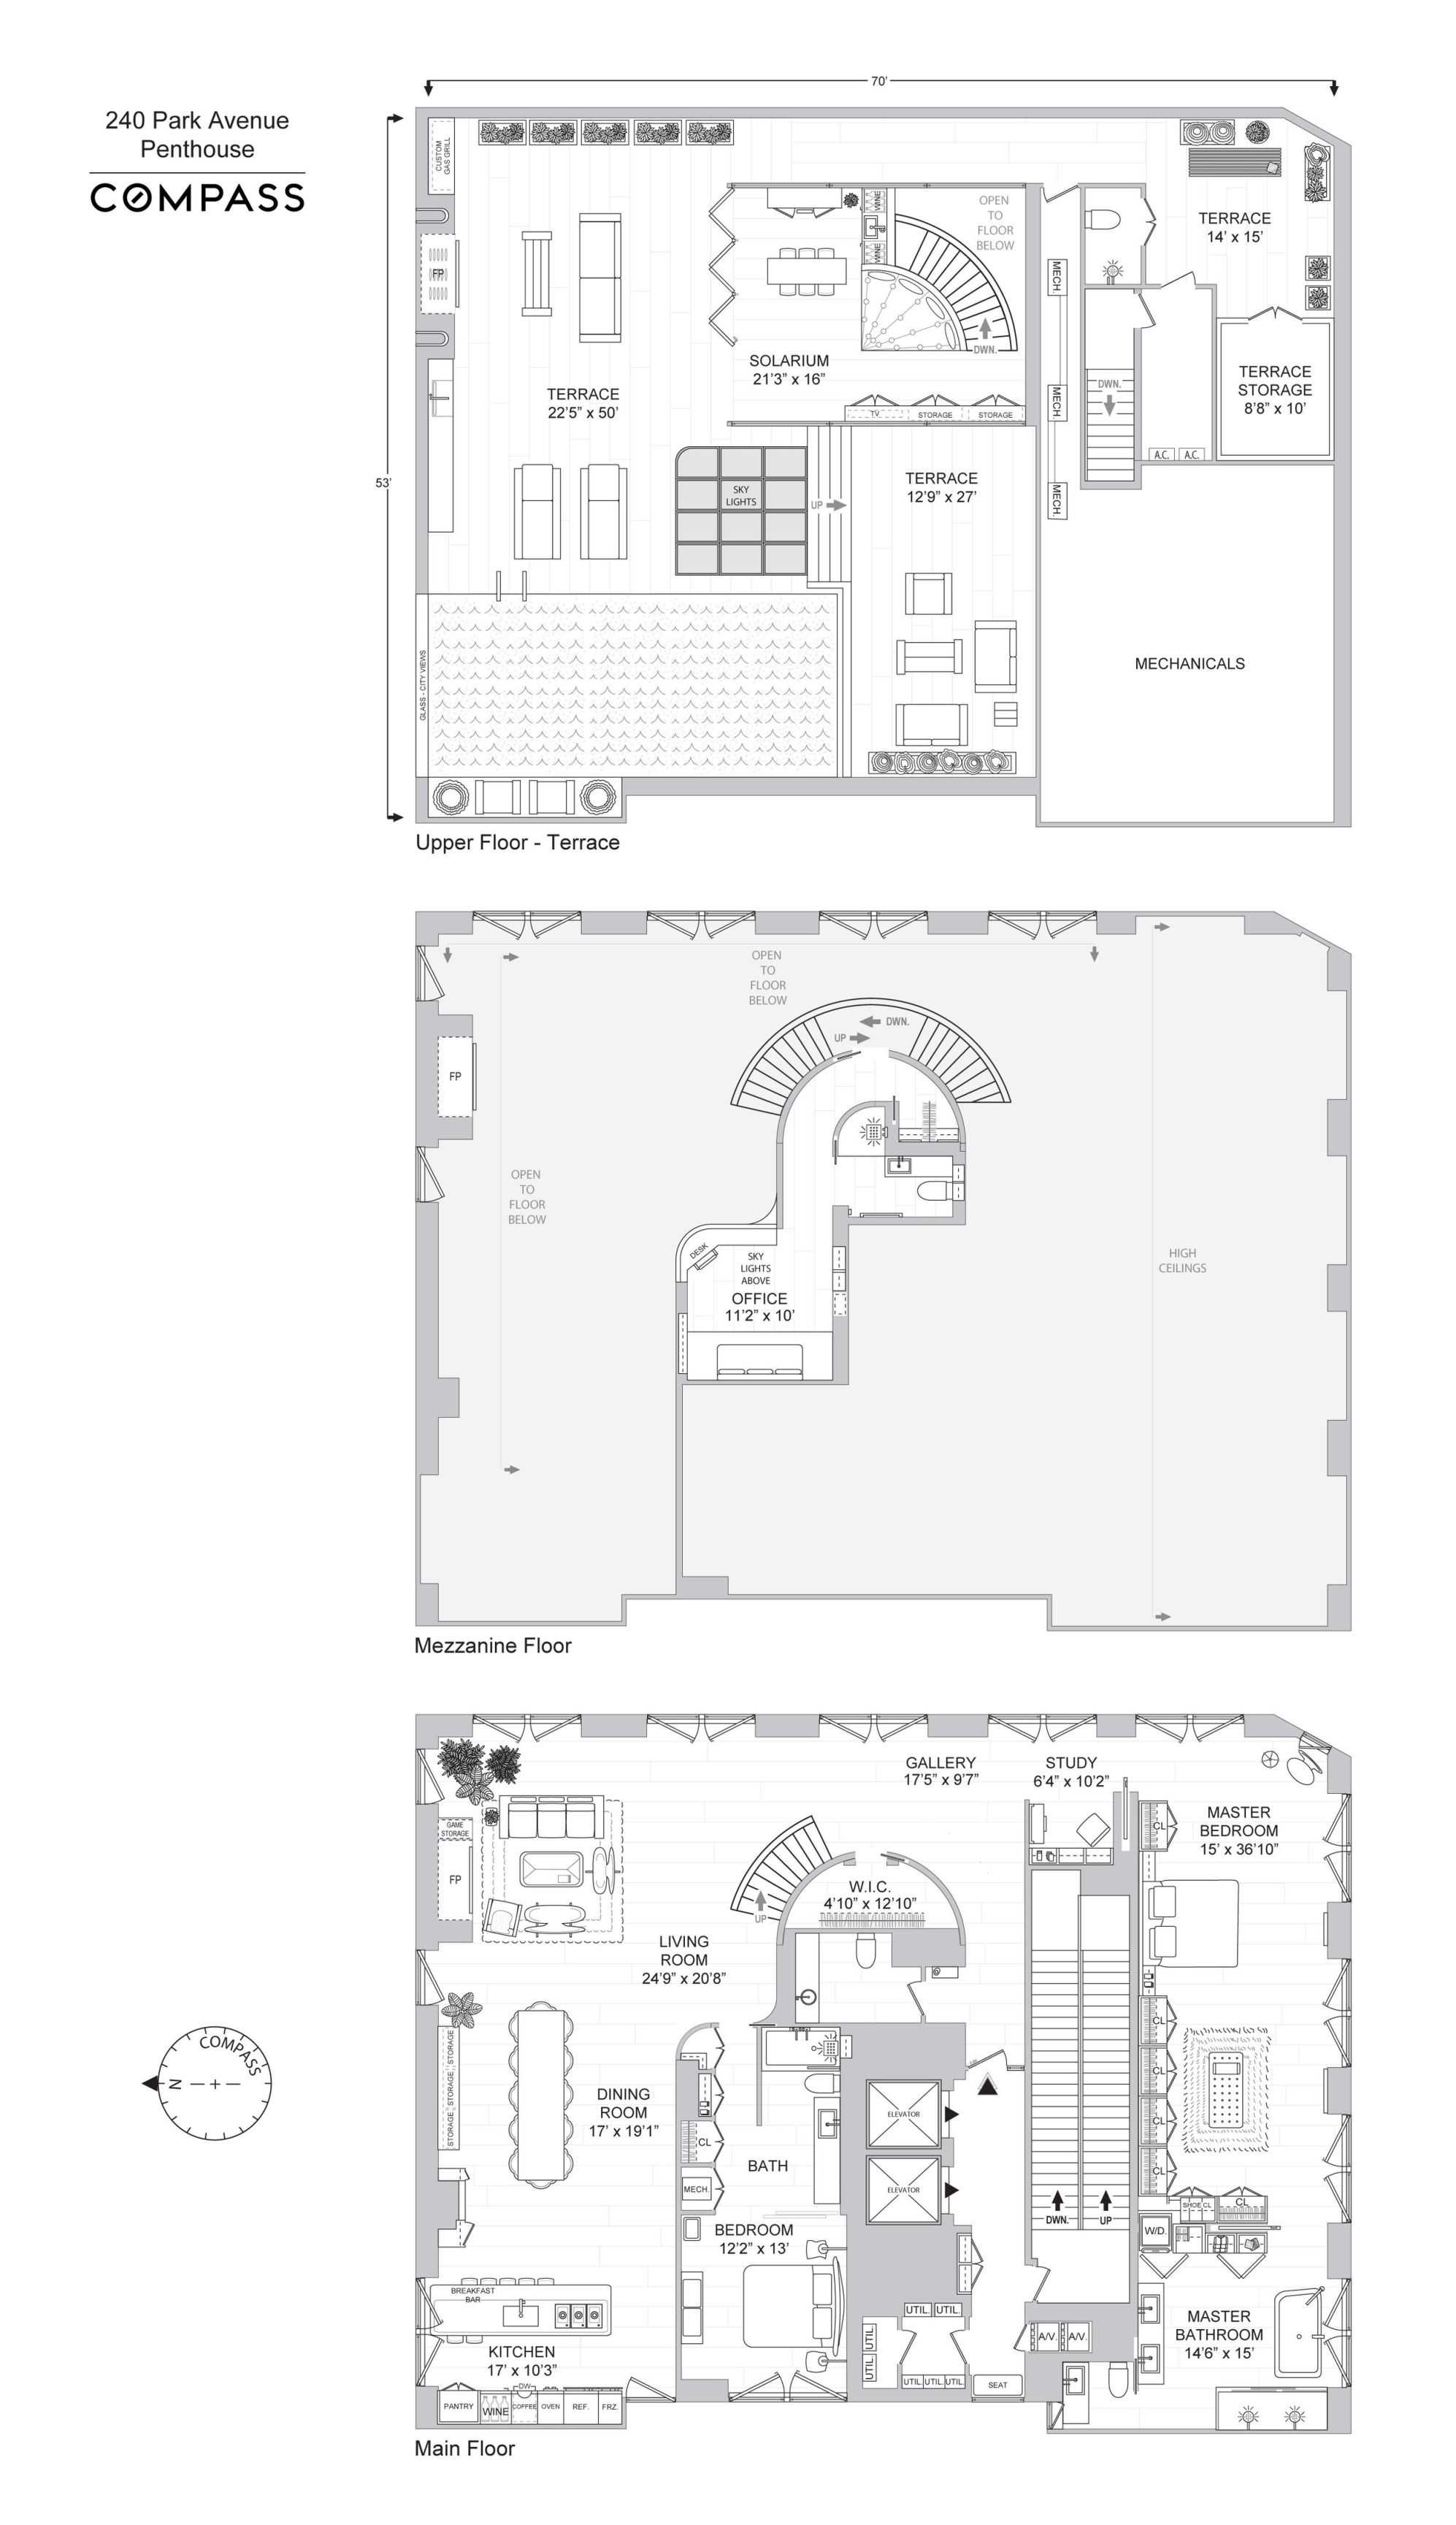 240 Park Avenue
Penthouse
COMPASS
70'
53'
CUSTOM
GAS GRILL
FP
TERRACE
22'5" x 50'
SOLARIUM
21'3" x 16"
WINE
WINE
OPEN
TO
FLOOR
BELOW
DWN.
TV
STORAGE
STORAGE
MECH.
MECH.
MECH.
TERRACE
14' x 15'
TERRACE
STORAGE
8'8" x 10'
DWN.
A.C.
A.C.
SKY
LIGHTS
UP
TERRACE
12'9" x 27'
MECHANICALS
GLASS - CITY VIEWS
Upper Floor - Terrace
OPEN
TO
FLOOR
BELOW
DWN.
UP
FP
OPEN
TO
FLOOR
BELOW
DESK
SKY
LIGHTS
ABOVE
OFFICE
11'2" x 10'
HIGH
CEILINGS
Mezzanine Floor
GALLERY
17'5" x 9'7"
STUDY
6'4" x 10'2"
GAME
STORAGE
FP
CL
MASTER
BEDROOM
15' x 36'10"
W.I.C.
4'10" x 12'10"
UP
LIVING
ROOM
24'9" x 20'8"
COMPASS
N
STORAGE
STORAGE
STORAGE
DINING
ROOM
17' x 19'1"
CL
MECH.
BATH
ELEVATOR
ELEVATOR
CL
CL
CL
CL
DWN.
UP
SHOE CL
CL
W/D.
BEDROOM
12'2" x 13'
BREAKFAST
BAR
KITCHEN
17' x 10'3"
UTIL.
UTIL.
UTIL.
UTIL.
UTIL.
UTIL.
UTIL.
SEAT
A/V.
A/V.
MASTER
BATHROOM
14'6" x 15'
PANTRY
WINE
DW
COFFEE
OVEN
REF.
FRZ.
Main Floor